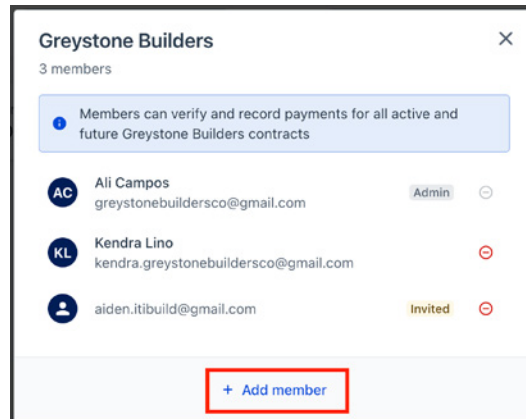 Greystone Builders
3 members
Members can verify and record payments for all active and
future Greystone Builders contracts
AC
Ali Campos
Admin
greystonebuildersco@gmail.com
KL
Kendra Lino
kendra.greystonebuildersco@gmail.com
aiden.itibuild@gmail.com
Invited
+ Add member